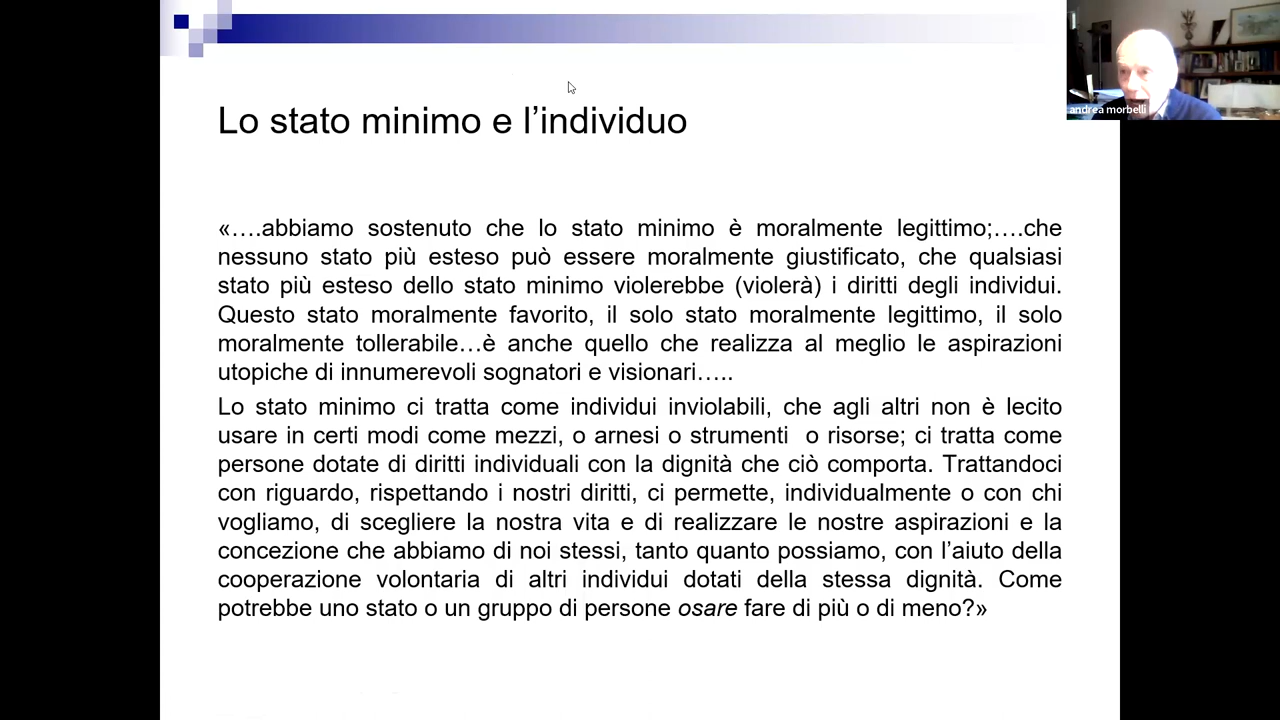 Lo stato minimo e l’individuo
andrea morbelli
«….abbiamo sostenuto che lo stato minimo è moralmente legittimo;….che
nessuno stato più esteso può essere moralmente giustificato, che qualsiasi
stato più esteso dello stato minimo violerebbe (violerà) i diritti degli individui.
Questo stato moralmente favorito, il solo stato moralmente legittimo, il solo
moralmente tollerabile…è anche quello che realizza al meglio le aspirazioni
utopiche di innumerevoli sognatori e visionari…..
Lo stato minimo ci tratta come individui inviolabili, che agli altri non è lecito
usare in certi modi come mezzi, o arnesi o strumenti  o risorse; ci tratta come
persone dotate di diritti individuali con la dignità che ciò comporta. Trattandoci
con riguardo, rispettando i nostri diritti, ci permette, individualmente o con chi
vogliamo, di scegliere la nostra vita e di realizzare le nostre aspirazioni e la
concezione che abbiamo di noi stessi, tanto quanto possiamo, con l’aiuto della
cooperazione volontaria di altri individui dotati della stessa dignità. Come
potrebbe uno stato o un gruppo di persone osare fare di più o di meno?»